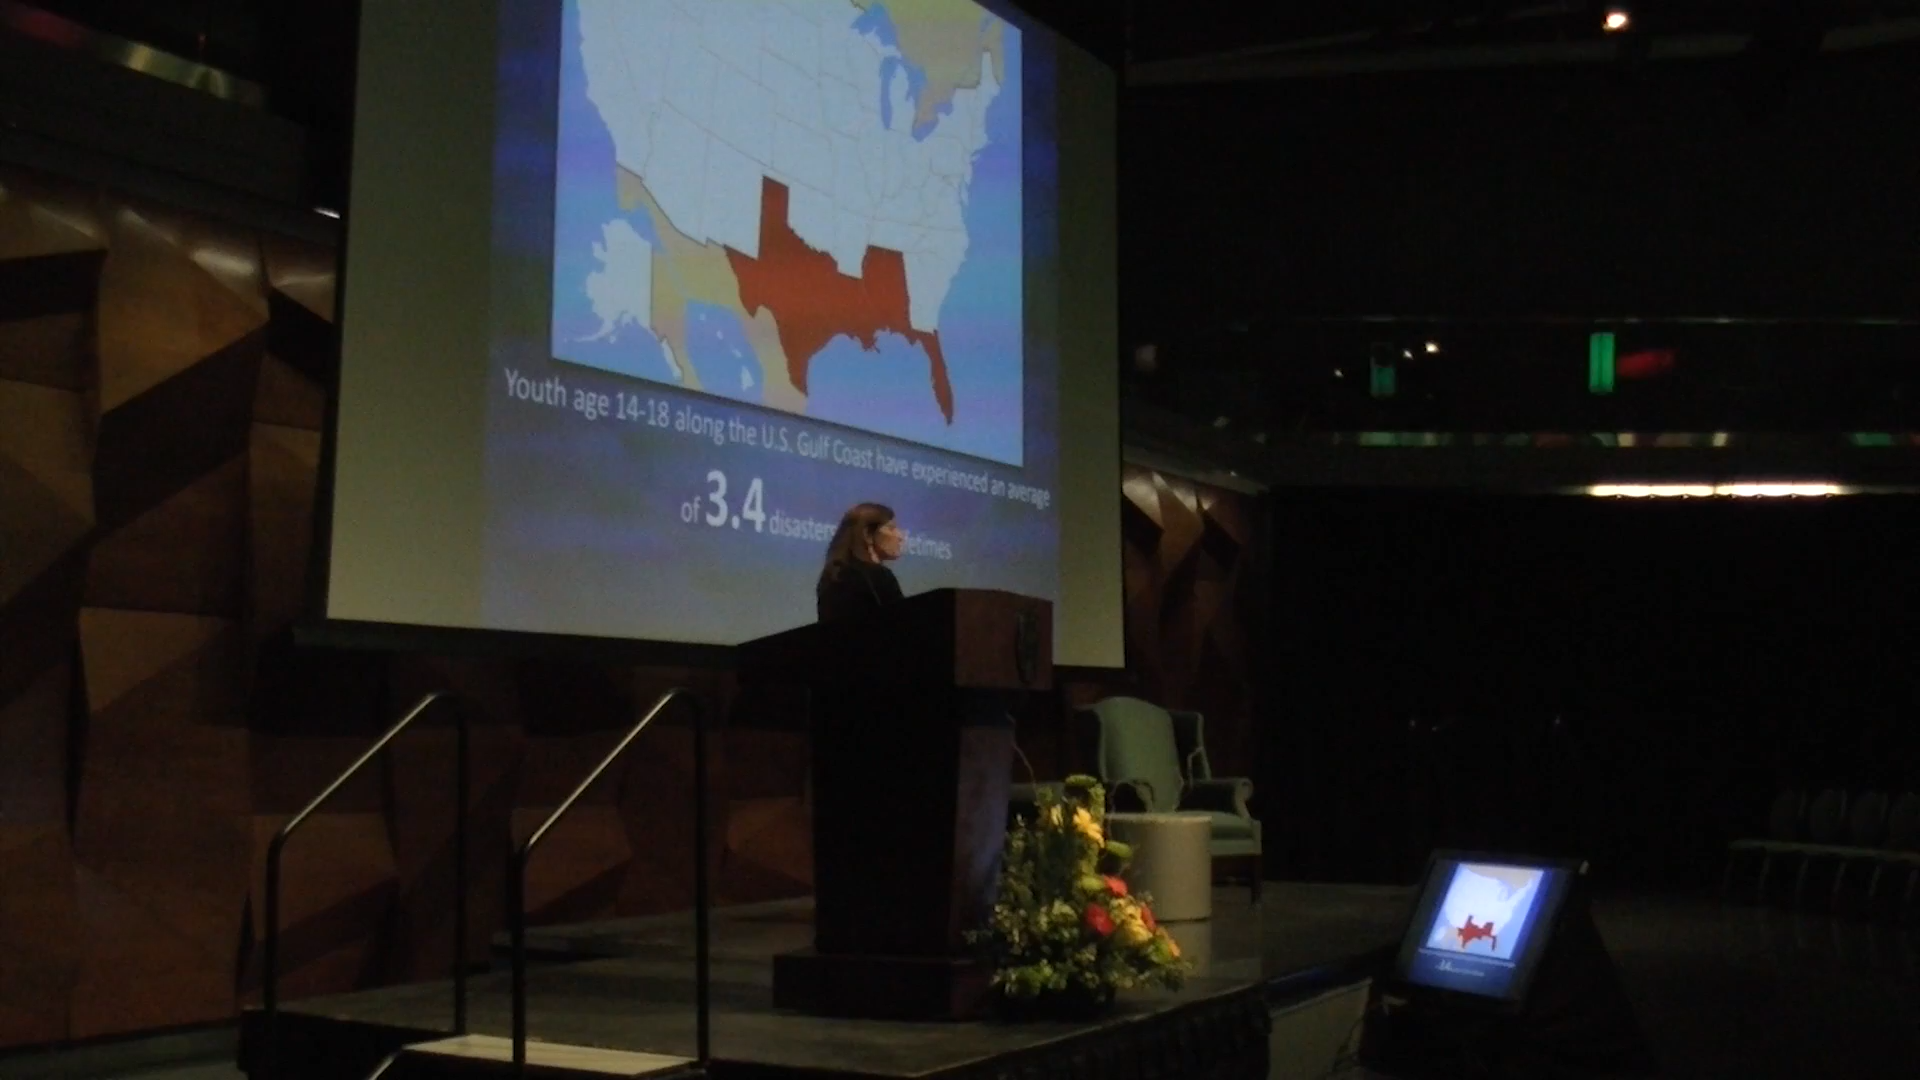 Youth age 14-18 along the U.S. Gulf Coast have experienced an average
of 3.4 disasters